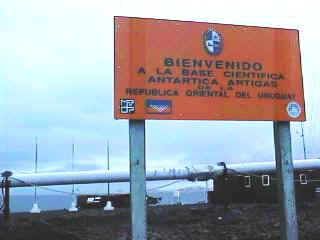 BIENVENIDO
A LA BASE CIENTIFICA
ANTARTICA ARTIGAS
DE LA
REPUBLICA ORIENTAL DEL URUGUAY